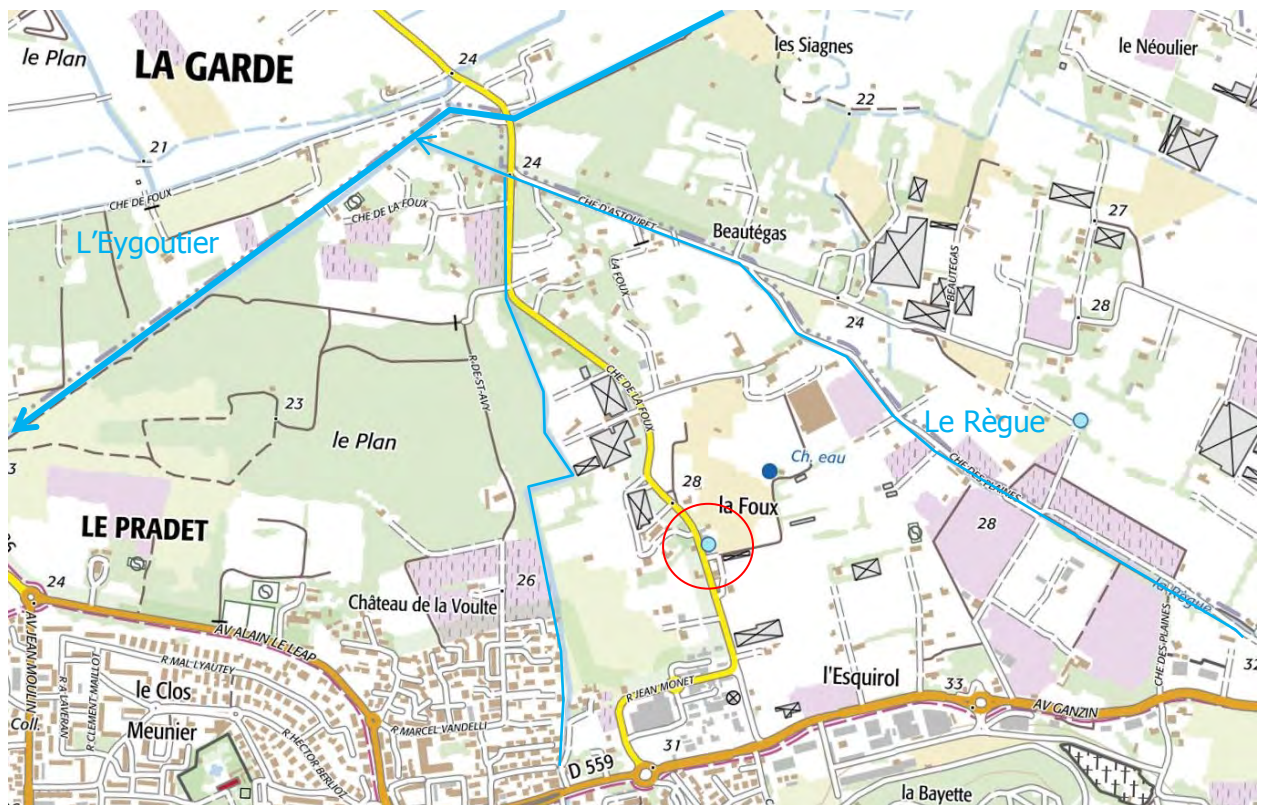 le Plan
LA GARDE
24
les Siagnes
le Néoulier
22
21
24
CHE DE FOUX
CHE DE LA FOUX
CHE D'ASTOURET
Beautégas
27
L'Eygoutier
LA FOUX
BEAUTEGAS
28
24
R. DE-ST-AVY
CHE DE LA FOUX
23
le Plan
Le Règue
Ch. eau
CHE-DES-PLAINES
28
la Foux
28
LE PRADET
26
24
Château de la Voulte
la Règue
AV ALAIN LE LEAP
AV JEAN MOULIN
R MAL LYAUTEY
CHE-DES-PLAINES
32
le Clos
Meunier
R A LAVERAN
R CLEMENT-MAILLOT
R HECTOR BERLIOZ
R MARCEL VANDELLI
R JEAN MONET
l'Esquirol
33
AV GANZIN
Coll.
31
D 559
la Bayette